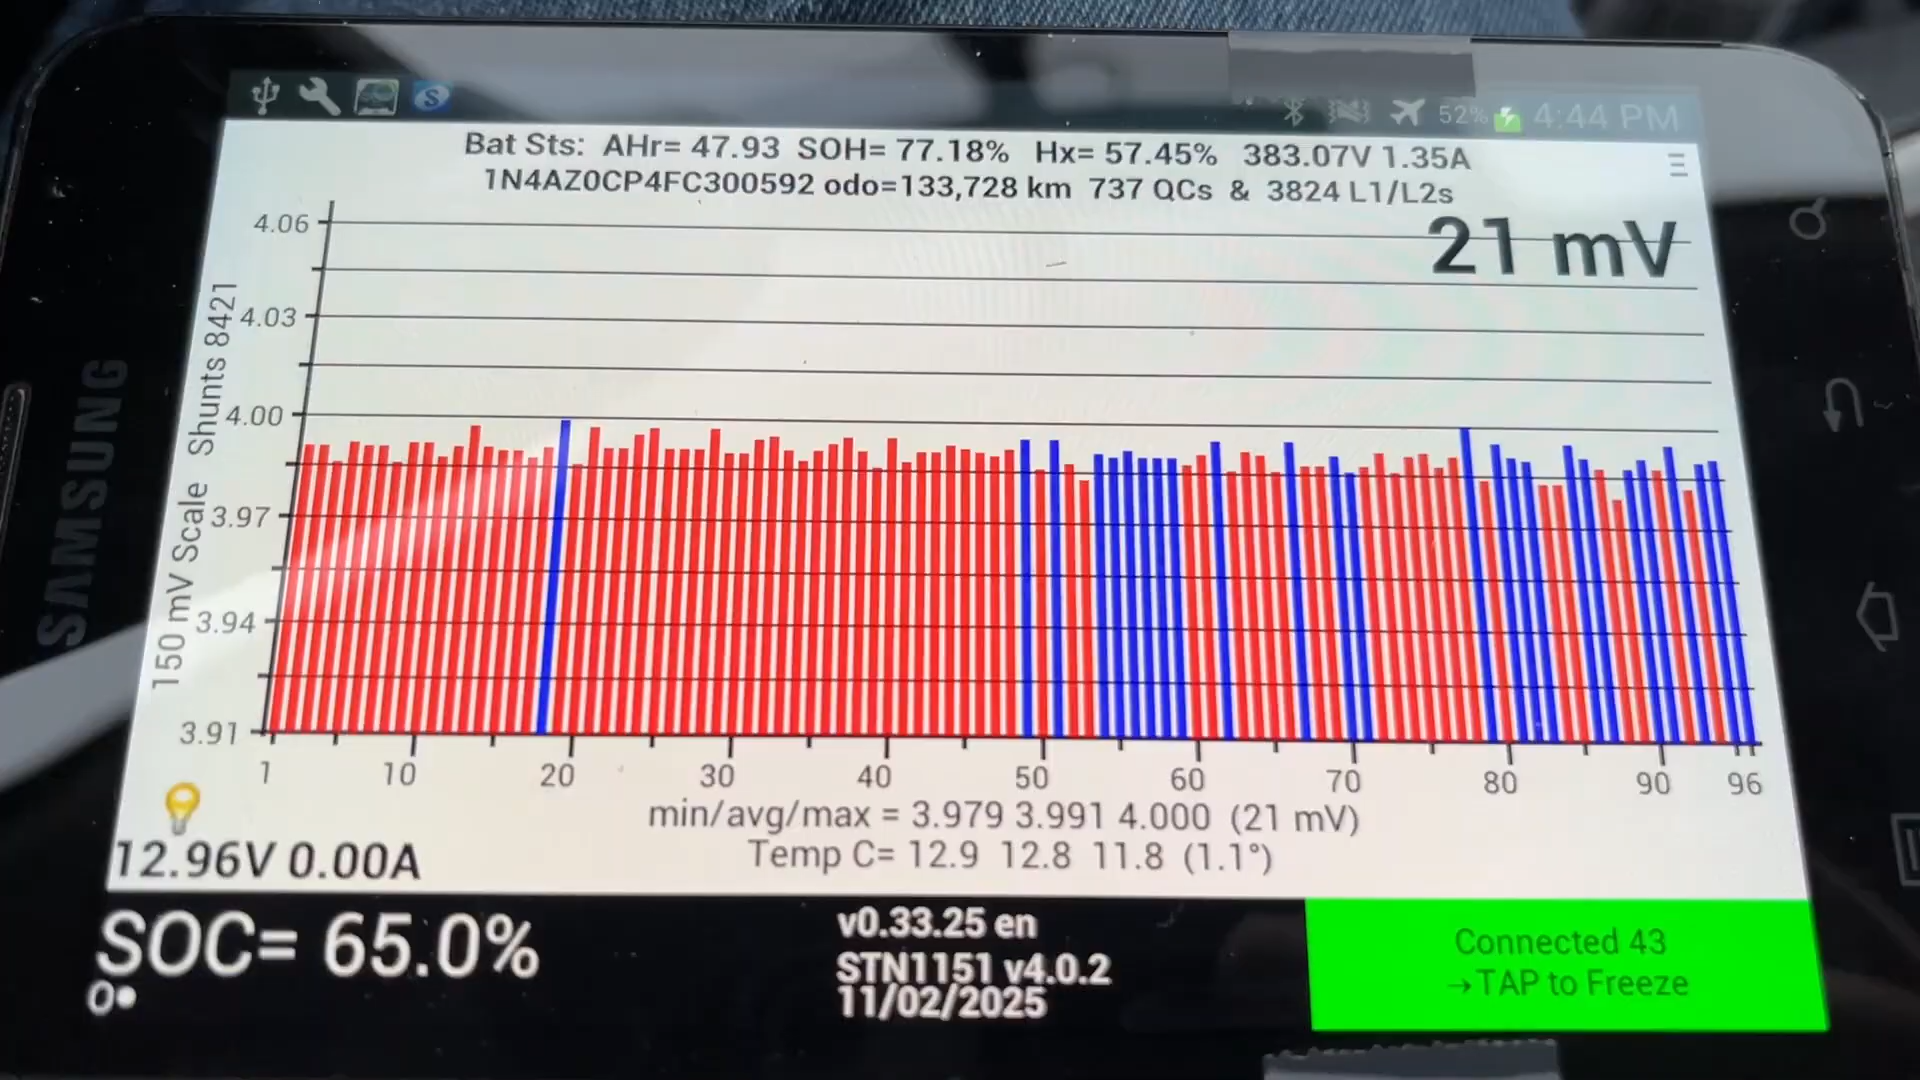 52% 4:44 PM
Bat Sts: AHr= 47.93 SOH= 77.18% Hx= 57.45% 383.07V 1.35A
1N4AZ0CP4FC300592 odo=133,728 km 737 QCs & 3824 L1/L2s
21 mV
150 mV Scale Shunts 8421
4.06
4.03
4.00
3.97
3.94
3.91
1 10 20 30 40 50 60 70 80 90 96
min/avg/max = 3.979 3.991 4.000 (21 mV)
Temp C= 12.9 12.8 11.8 (1.1°)
12.96V 0.00A
SOC= 65.0%
v0.33.25 en
STN1151 v4.0.2
11/02/2025
Connected 43
→TAP to Freeze
SAMSUNG